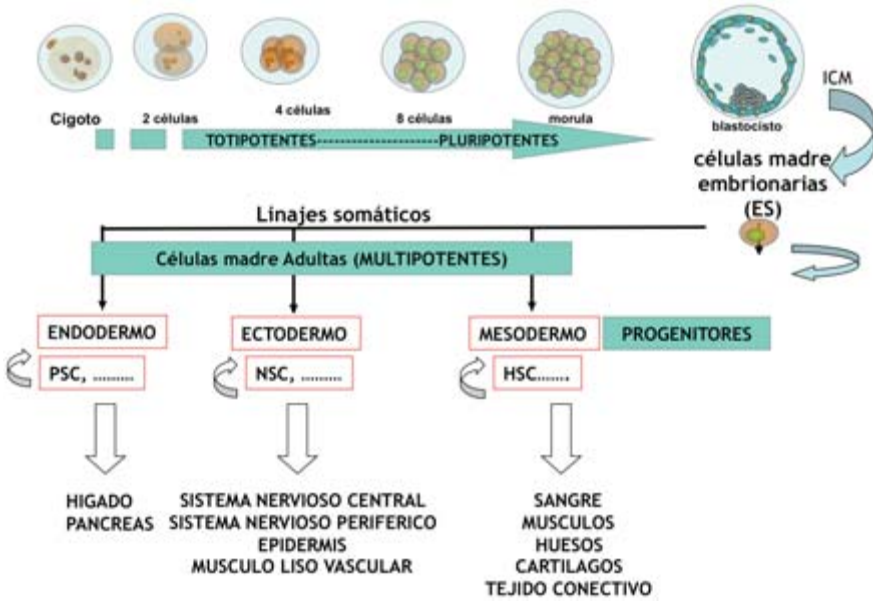 ICM
Cigoto
2 células
4 células
8 células
morula
blastocisto
TOTIPOTENTES----------------------PLURIPOTENTES
células madre
embrionarias
(ES)
Linajes somáticos
Células madre Adultas (MULTIPOTENTES)
ENDODERMO
ECTODERMO
MESODERMO
PROGENITORES
PSC, .........
NSC, .........
HSC.......
HIGADO
PANCREAS
SISTEMA NERVIOSO CENTRAL
SISTEMA NERVIOSO PERIFERICO
EPIDERMIS
MUSCULO LISO VASCULAR
SANGRE
MUSCULOS
HUESOS
CARTILAGOS
TEJIDO CONECTIVO